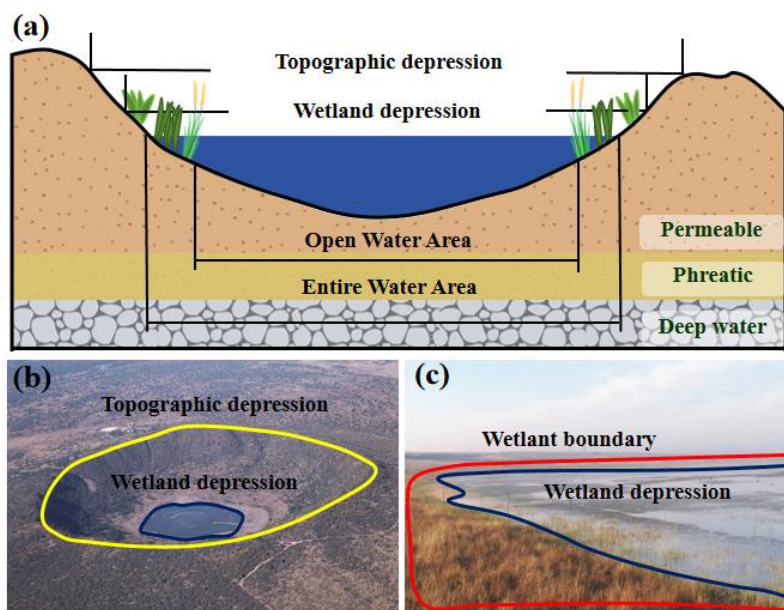 (a)
Topographic depression
Wetland depression
Open Water Area
Entire Water Area
Permeable
Phreatic
Deep water
(b)
Topographic depression
Wetland depression
(c)
Wetlant boundary
Wetland depression